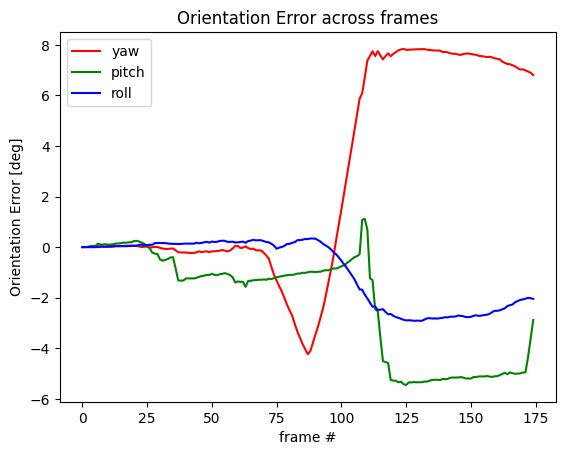 Orientation Error across frames
yaw
pitch
roll
Orientation Error [deg]
8
6
4
2
0
−2
−4
−6
0 25 50 75 100 125 150 175
frame #